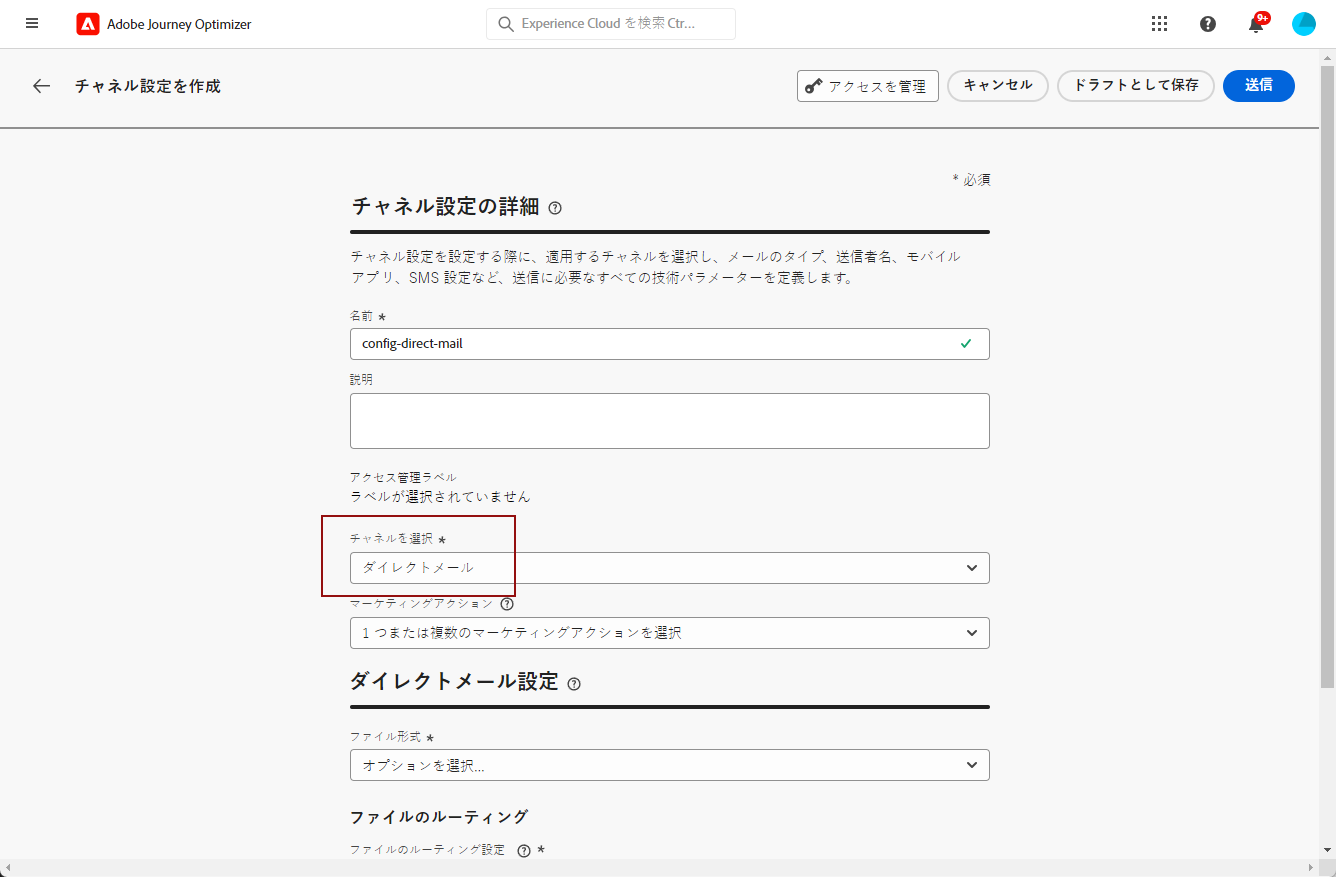 Adobe Journey Optimizer
Experience Cloud を検索 Ctr...
9+
チャネル設定を作成
アクセスを管理
キャンセル
ドラフトとして保存
送信
* 必須
チャネル設定の詳細
チャネル設定を設定する際に、適用するチャネルを選択し、メールのタイプ、送信者名、モバイル
アプリ、SMS 設定など、送信に必要なすべての技術パラメーターを定義します。
名前 *
config-direct-mail
説明
アクセス管理ラベル
ラベルが選択されていません
チャネルを選択 *
ダイレクトメール
マーケティングアクション
1 つまたは複数のマーケティングアクションを選択
ダイレクトメール設定
ファイル形式 *
オプションを選択...
ファイルのルーティング
ファイルのルーティング設定 *